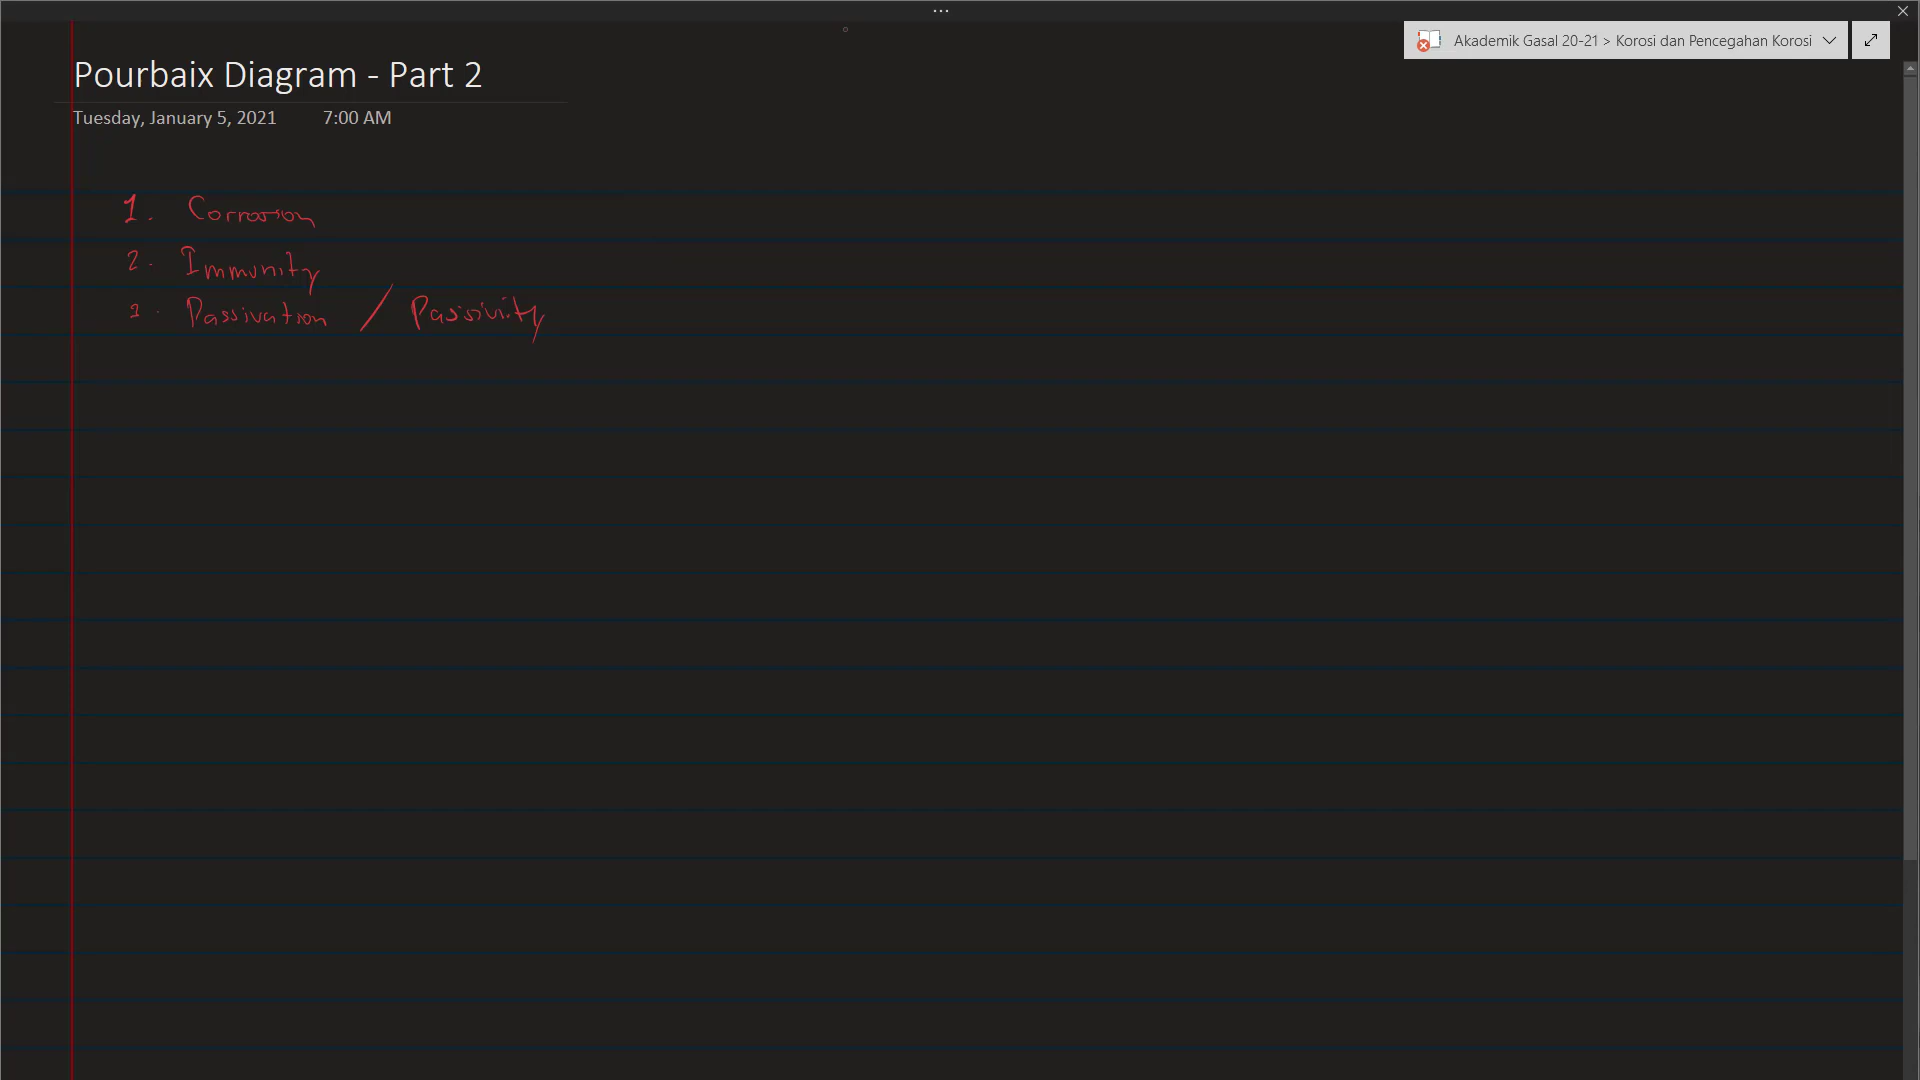 Akademik Gasal 20-21 > Korosi dan Pencegahan Korosi
Pourbaix Diagram - Part 2
Tuesday, January 5, 2021 7:00 AM
1. Corrosion
2. Immunity
3. Passivation / Passivity